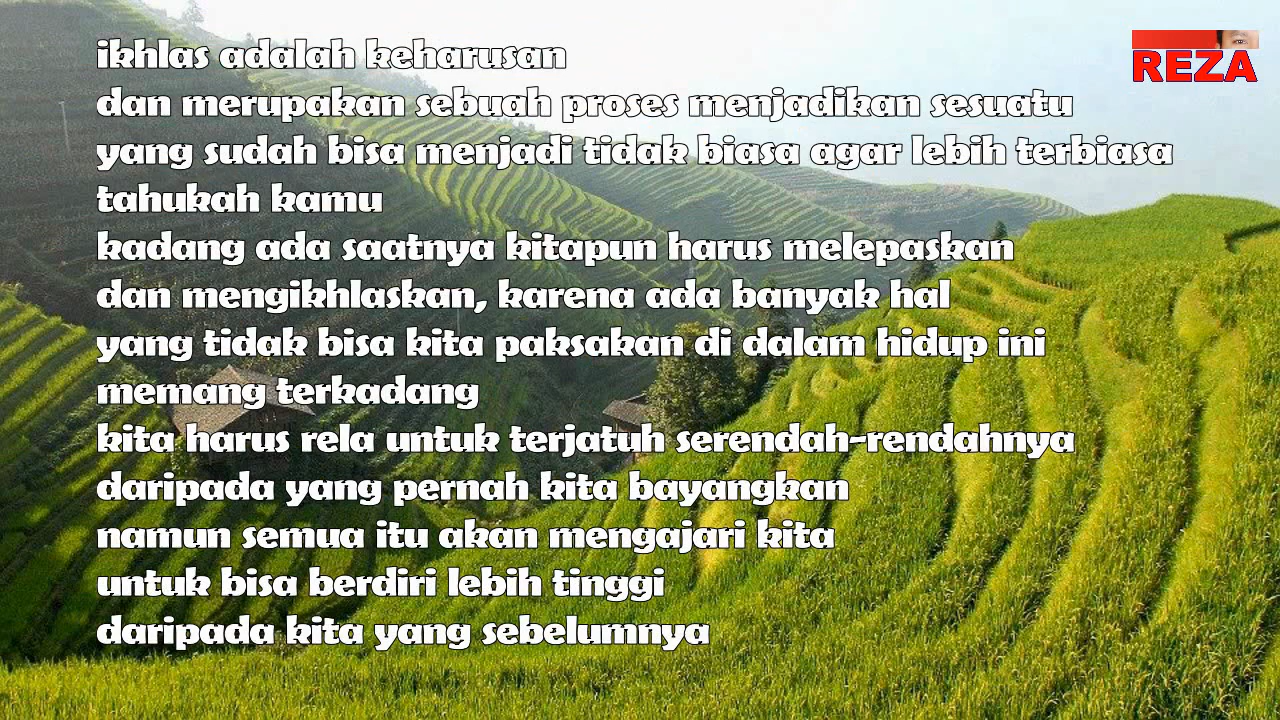 ikhlas adalah keharusan
dan merupakan sebuah proses menjadikan sesuatu
yang sudah bisa menjadi tidak biasa agar lebih terbiasa
tahukah kamu
kadang ada saatnya kitapun harus melepaskan
dan mengikhlaskan, karena ada banyak hal
yang tidak bisa kita paksakan di dalam hidup ini
memang terkadang
kita harus rela untuk terjatuh serendah-rendahnya
daripada yang pernah kita bayangkan
namun semua itu akan mengajari kita
untuk bisa berdiri lebih tinggi
daripada kita yang sebelumnya
REZA